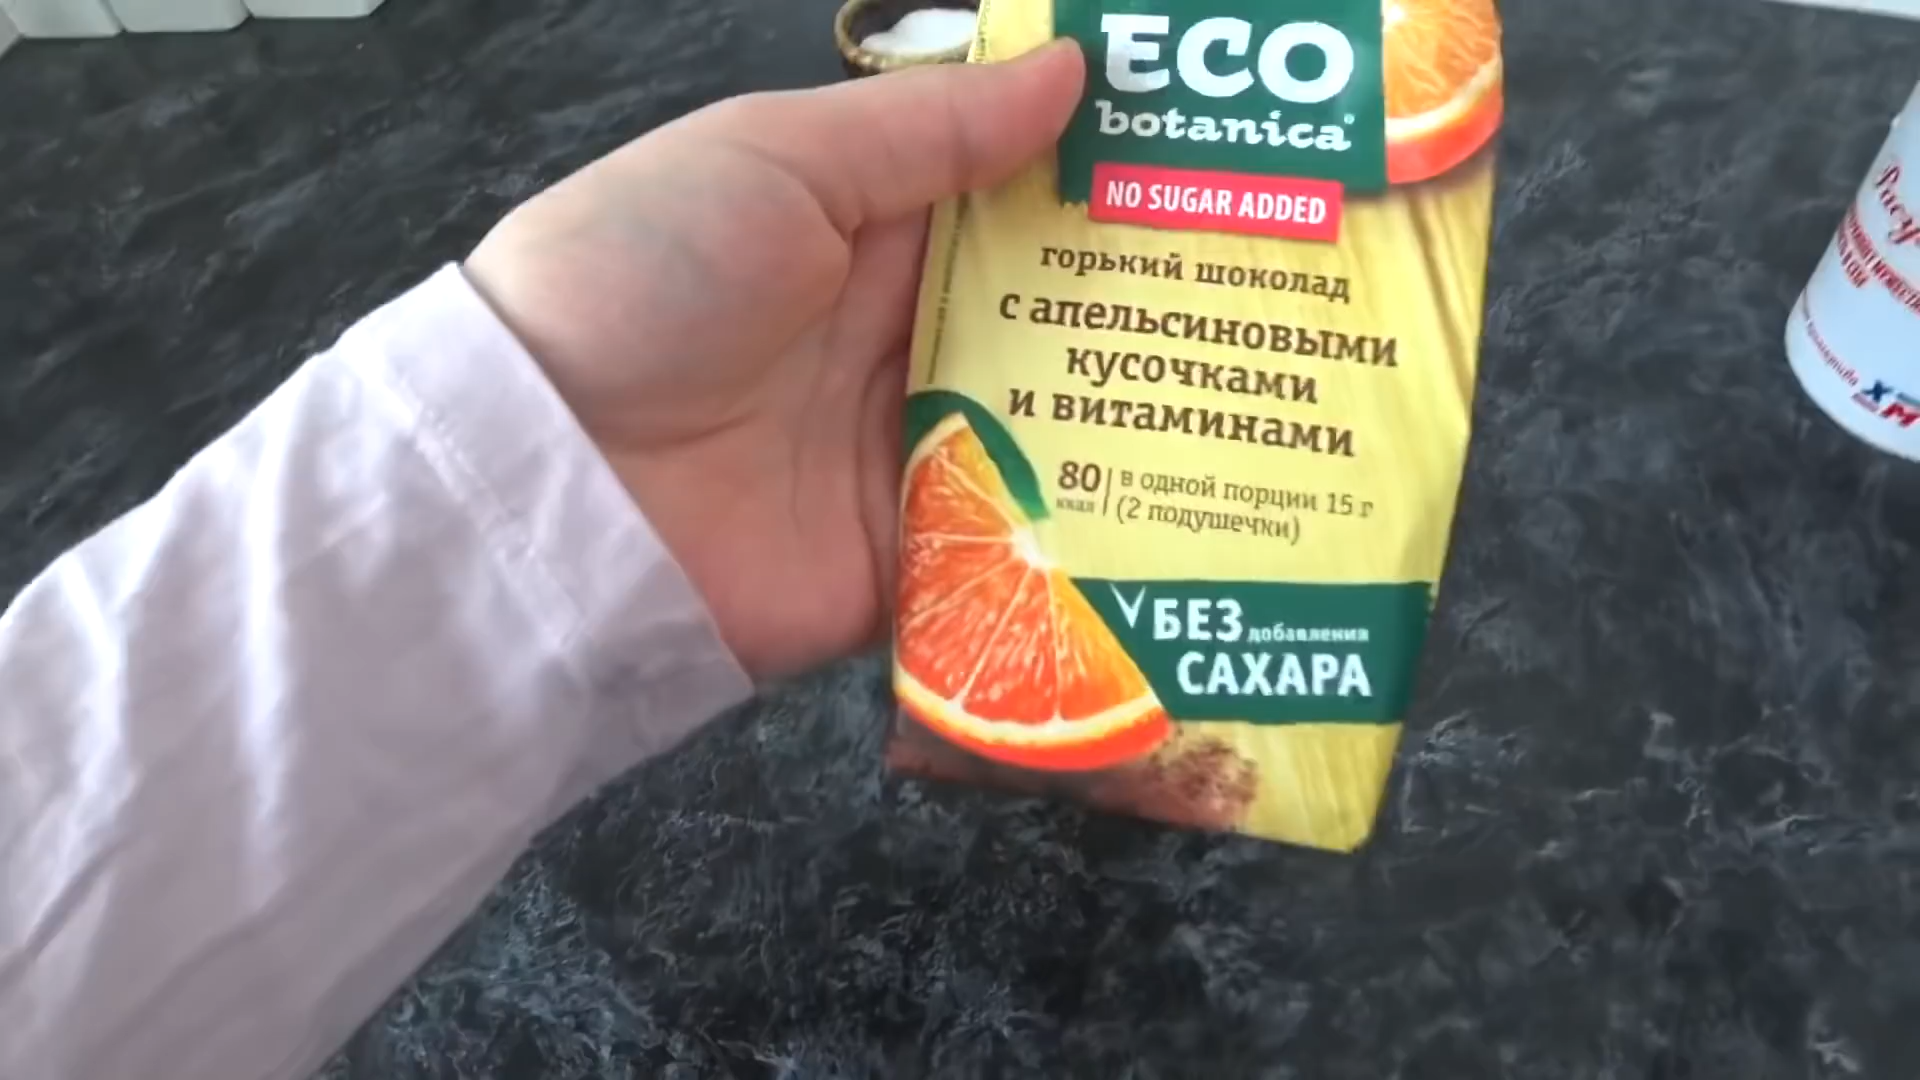 ECO
botanica®
NO SUGAR ADDED
горький шоколад
с апельсиновыми
кусочками
и витаминами
80 ккал
в одной порции 15 г
(2 подушечки)
БЕЗ добавления
САХАРА